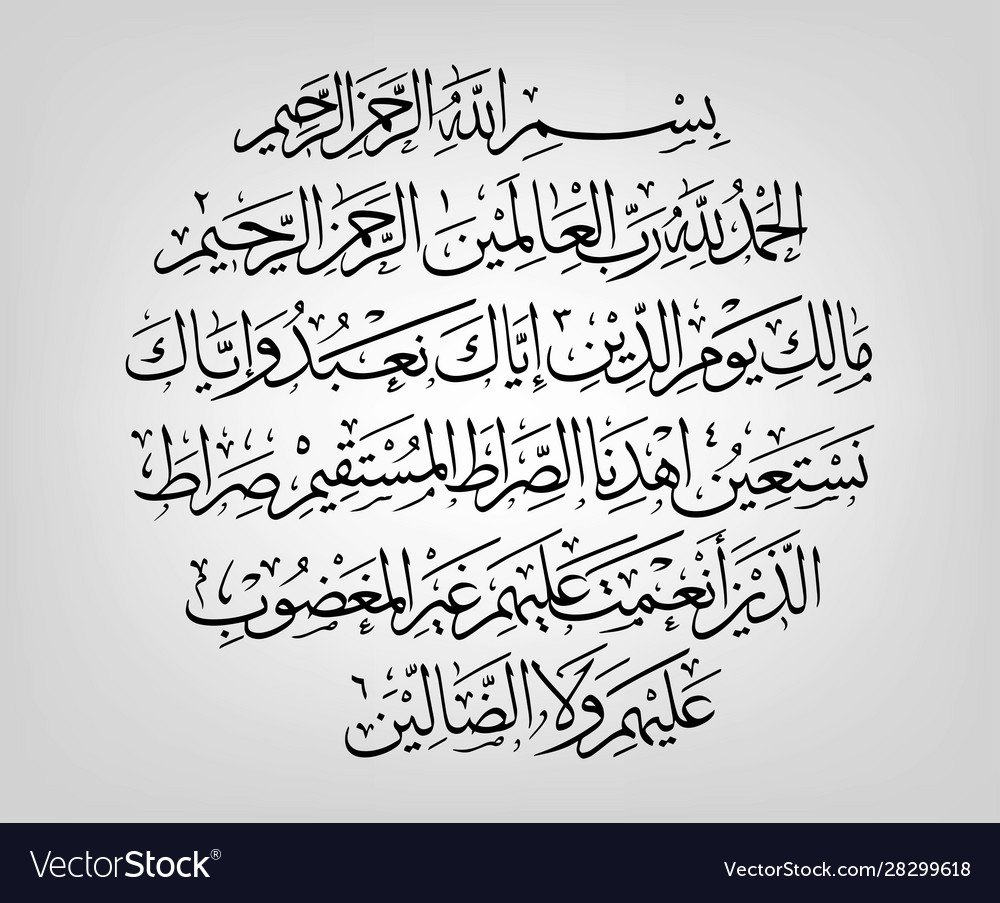 بِسْمِ اللَّهِ الرَّحْمَنِ الرَّحِيمِ
الْحَمْدُ لِلَّهِ رَبِّ الْعَالَمِينَ ١ الرَّحْمَنِ الرَّحِيمِ ٢
مَالِكِ يَوْمِ الدِّينِ ٣ إِيَّاكَ نَعْبُدُ وَإِيَّاكَ
نَسْتَعِينُ ٤ اهْدِنَا الصِّرَاطَ الْمُسْتَقِيمَ صِرَاطَ
الَّذِينَ أَنْعَمْتَ عَلَيْهِمْ غَيْرِ الْمَغْضُوبِ
عَلَيْهِمْ وَلَا الضَّالِّينَ ٦
VectorStock®
VectorStock.com/28299618